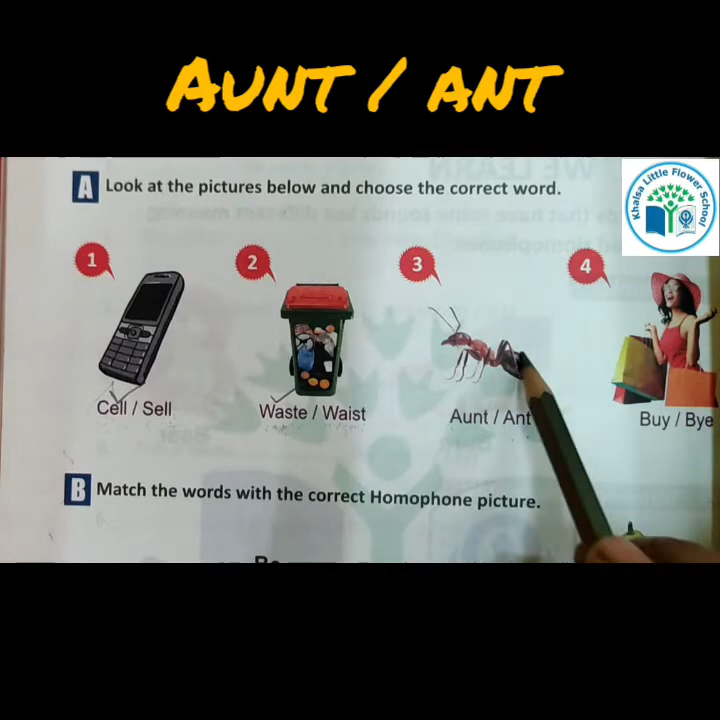 AUNT / ANT
A Look at the pictures below and choose the correct word.
Khalsa Little Flower School
1 2 3 4
Cell / Sell Waste / Waist Aunt / Ant Buy / Bye
B Match the words with the correct Homophone picture.